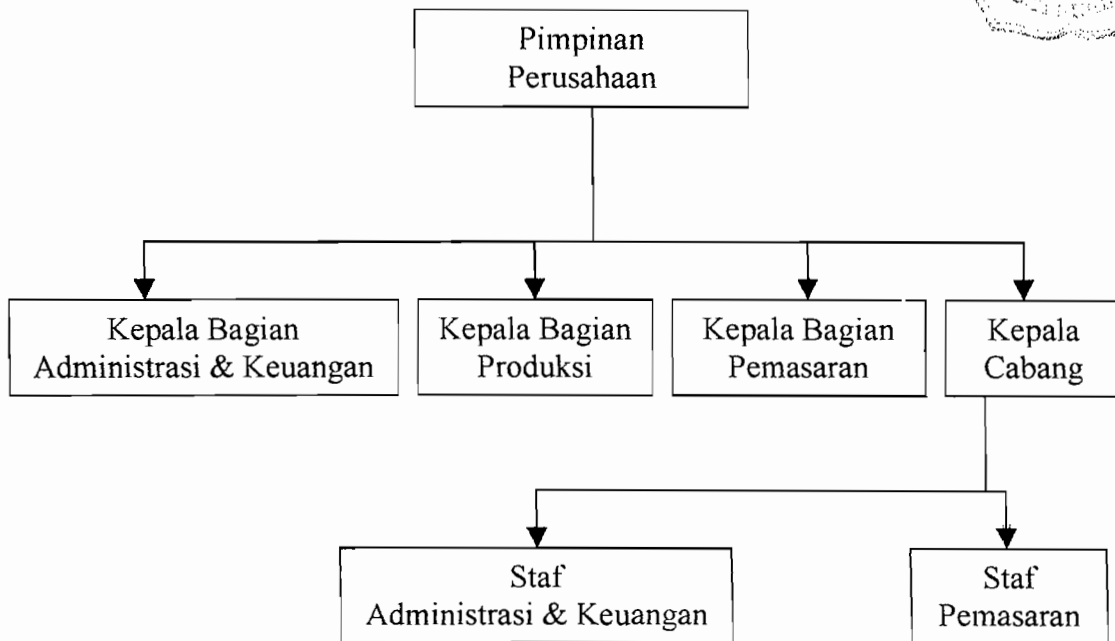 Pimpinan
Perusahaan
Kepala Bagian
Administrasi & Keuangan
Kepala Bagian
Produksi
Kepala Bagian
Pemasaran
Kepala
Cabang
Staf
Administrasi & Keuangan
Staf
Pemasaran